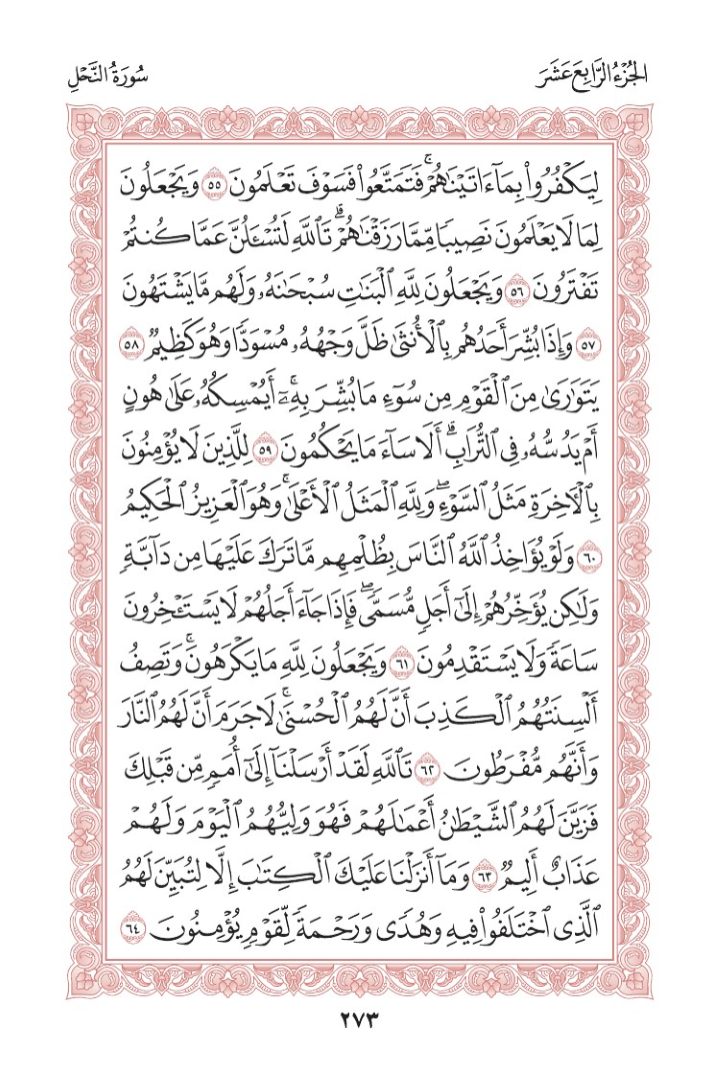 الجُزْءُ الرَّابِعَ عَشَرَ
سُورَةُ النَّحْلِ
لِيَكْفُرُوا۟ بِمَآ ءَاتَيْنَٰهُمْ ۚ فَتَمَتَّعُوا۟ فَسَوْفَ تَعْلَمُونَ ٥٥ وَيَجْعَلُونَ
لِمَا لَا يَعْلَمُونَ نَصِيبًا مِّمَّا رَزَقْنَٰهُمْ ۗ تَٱللَّهِ لَتُسْـَٔلُنَّ عَمَّا كُنتُمْ
تَفْتَرُونَ ٥٦ وَيَجْعَلُونَ لِلَّهِ ٱلْبَنَٰتِ سُبْحَٰنَهُۥ وَلَهُم مَّا يَشْتَهُونَ
٥٧ وَإِذَا بُشِّرَ أَحَدُهُم بِٱلْأُنثَىٰ ظَلَّ وَجْهُهُۥ مُسْوَدًّا وَهُوَ كَظِيمٌ ٥٨
يَتَوَٰرَىٰ مِنَ ٱلْقَوْمِ مِن سُوٓءِ مَا بُشِّرَ بِهِۦٓ ۚ أَيُمْسِكُهُۥ عَلَىٰ هُونٍ
أَمْ يَدُسُّهُۥ فِى ٱلتُّرَابِ ۗ أَلَا سَآءَ مَا يَحْكُمُونَ ٥٩ لِلَّذِينَ لَا يُؤْمِنُونَ
بِٱلْءَاخِرَةِ مَثَلُ ٱلسَّوْءِ ۖ وَلِلَّهِ ٱلْمَثَلُ ٱلْأَعْلَىٰ ۚ وَهُوَ ٱلْعَزِيزُ ٱلْحَكِيمُ
٦٠ وَلَوْ يُؤَاخِذُ ٱللَّهُ ٱلنَّاسَ بِظُلْمِهِم مَّا تَرَكَ عَلَيْهَا مِن دَآبَّةٍ
وَلَٰكِن يُؤَخِّرُهُمْ إِلَىٰٓ أَجَلٍ مُّسَمًّى ۖ فَإِذَا جَآءَ أَجَلُهُمْ لَا يَسْتَـْٔخِرُونَ
سَاعَةً ۖ وَلَا يَسْتَقْدِمُونَ ٦١ وَيَجْعَلُونَ لِلَّهِ مَا يَكْرَهُونَ ۚ وَتَصِفُ
أَلْسِنَتُهُمُ ٱلْكَذِبَ أَنَّ لَهُمُ ٱلْحُسْنَىٰ ۖ لَا جَرَمَ أَنَّ لَهُمُ ٱلنَّارَ
وَأَنَّهُم مُّفْرَطُونَ ٦٢ تَٱللَّهِ لَقَدْ أَرْسَلْنَآ إِلَىٰٓ أُمَمٍ مِّن قَبْلِكَ
فَزَيَّنَ لَهُمُ ٱلشَّيْطَٰنُ أَعْمَٰلَهُمْ فَهُوَ وَلِيُّهُمُ ٱلْيَوْمَ وَلَهُمْ
عَذَابٌ أَلِيمٌ ٦٣ وَمَآ أَنزَلْنَا عَلَيْكَ ٱلْكِتَٰبَ إِلَّا لِتُبَيِّنَ لَهُمُ
ٱلَّذِى ٱخْتَلَفُوا۟ فِيهِ ۙ وَهُدًى وَرَحْمَةً لِّقَوْمٍ يُؤْمِنُونَ ٦٤
٢٧٣